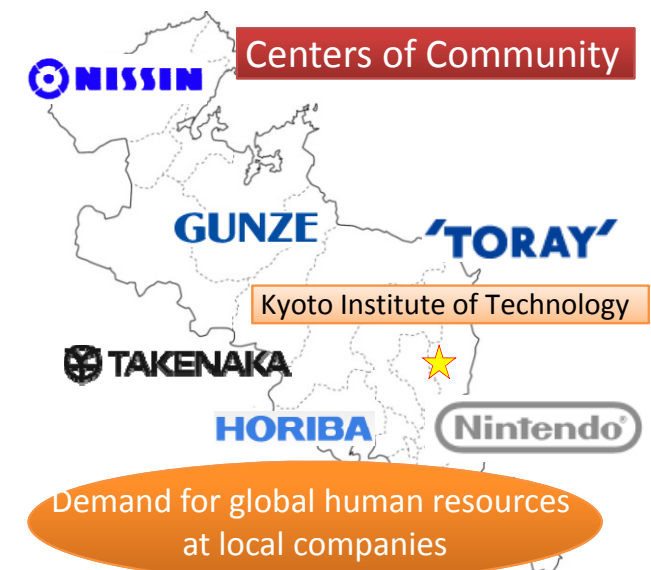 Centers of Community
NISSIN
GUNZE
'TORAY'
Kyoto Institute of Technology
TAKENAKA
HORIBA
Nintendo®
Demand for global human resources
at local companies